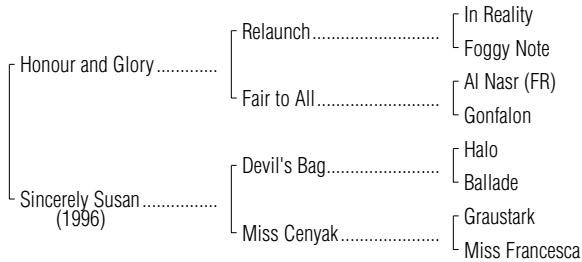 In Reality
Relaunch..............................
Foggy Note
Honour and Glory .............
Al Nasr (FR)
Fair to All.............................
Gonfalon
Halo
Devil's Bag...........................
Ballade
Sincerely Susan ................
(1996)
Graustark
Miss Cenyak .......................
Miss Francesca